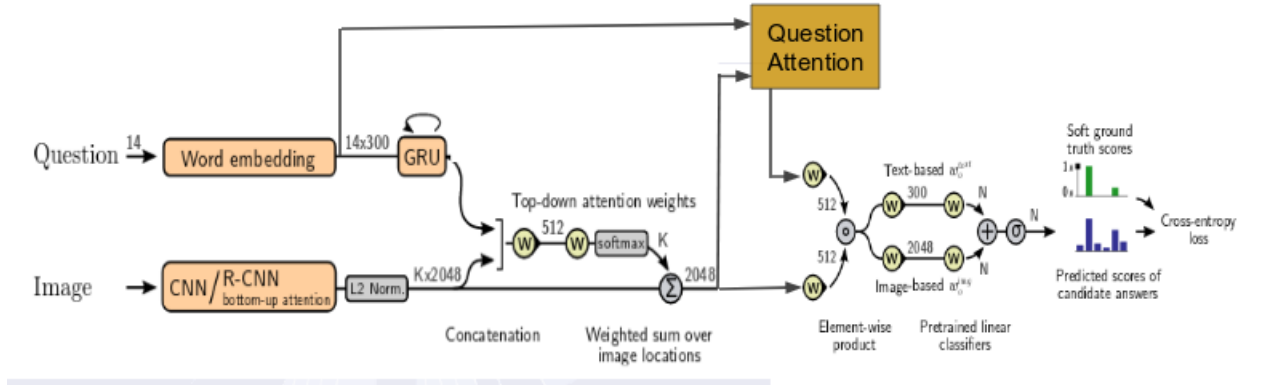 Question
Attention
Question
14
Word embedding
14x300
GRU
Image
CNN/R-CNN
bottom-up attention
L2 Norm.
Kx2048
Top-down attention weights
W
512
W
softmax
K
Σ
2048
Concatenation
Weighted sum over
image locations
W
512
512
W
Element-wise
product
Text-based
W
300
W
N
W
2048
W
N
Image-based
Pretrained linear
classifiers
+
σ
N
Soft ground
truth scores
Predicted scores of
candidate answers
Cross-entropy
loss